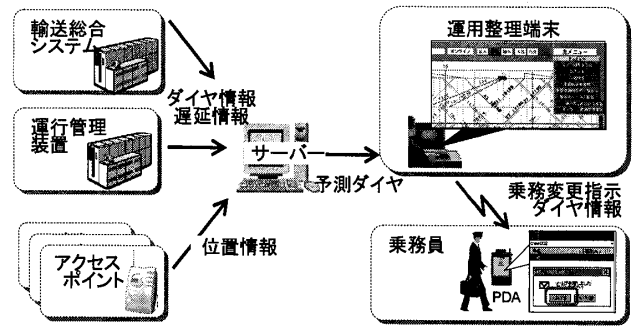 輸送総合
システム
運用整理端末
ダイヤ情報
遅延情報
運行管理
装置
サーバー
予測ダイヤ
乗務変更指示
ダイヤ情報
位置情報
アクセス
ポイント
乗務員
PDA